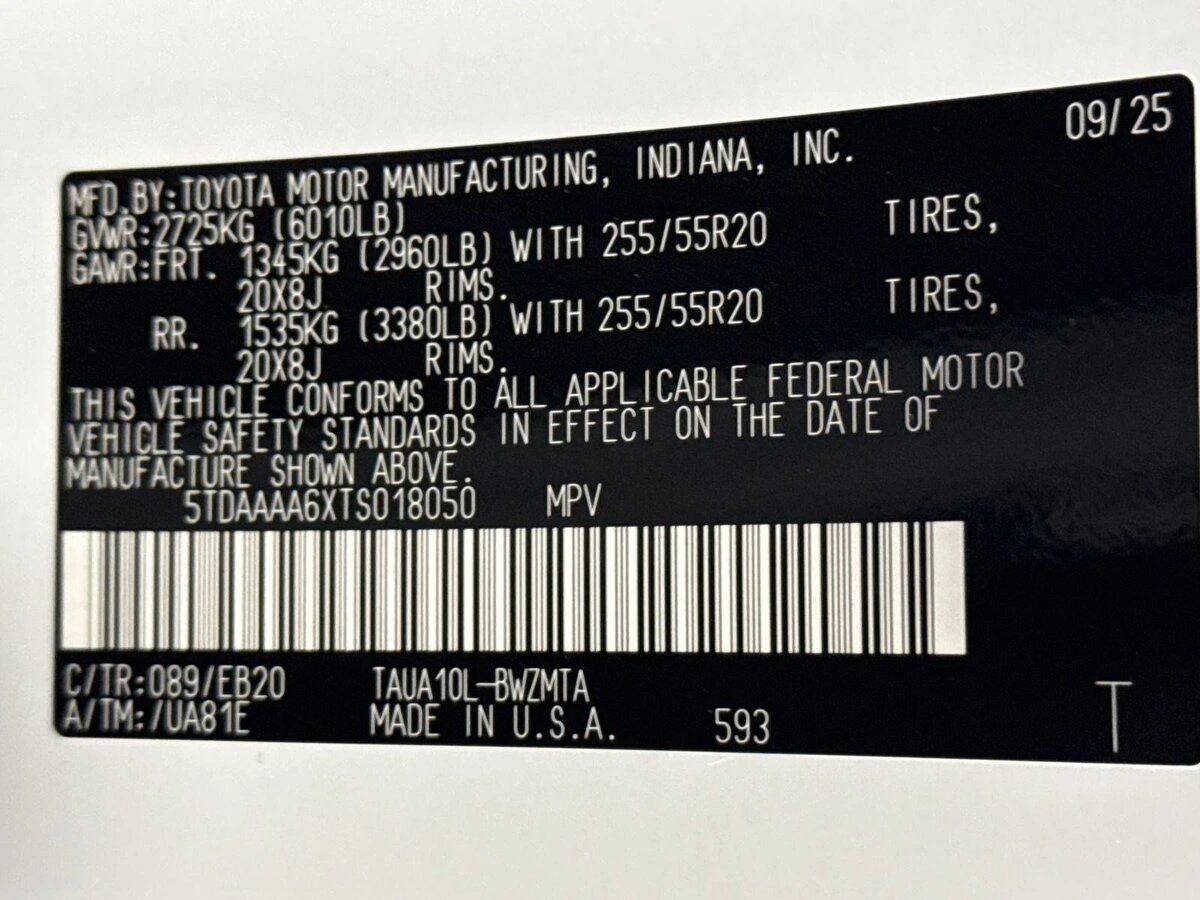 09/25
MFD.BY:TOYOTA MOTOR MANUFACTURING, INDIANA, INC.
GVWR:2725KG (6010LB)
GAWR:FRT. 1345KG (2960LB) WITH 255/55R20 TIRES,
20X8J RIMS.
RR. 1535KG (3380LB) WITH 255/55R20 TIRES,
20X8J RIMS.
THIS VEHICLE CONFORMS TO ALL APPLICABLE FEDERAL MOTOR
VEHICLE SAFETY STANDARDS IN EFFECT ON THE DATE OF
MANUFACTURE SHOWN ABOVE.
5TDAAAA6XTS018050 MPV
C/TR:089/EB20 TAUA10L-BWZMTA
A/TM:/UA81E MADE IN U.S.A. 593 T